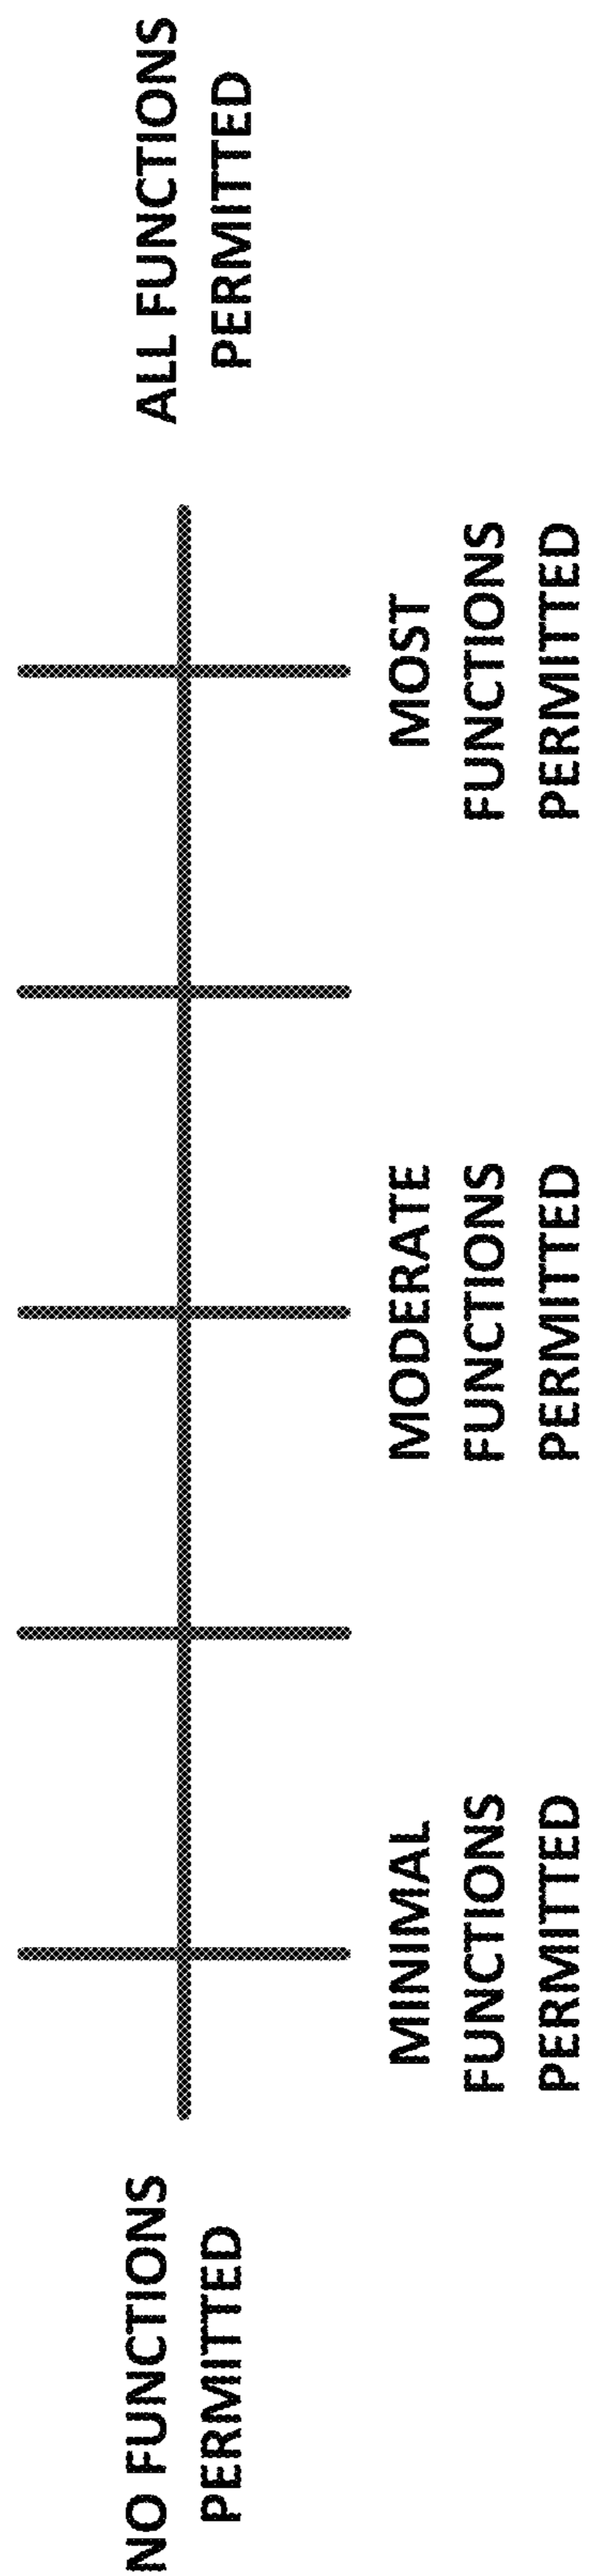 NO FUNCTIONS
PERMITTED
MINIMAL
FUNCTIONS
PERMITTED
MODERATE
FUNCTIONS
PERMITTED
MOST
FUNCTIONS
PERMITTED
ALL FUNCTIONS
PERMITTED